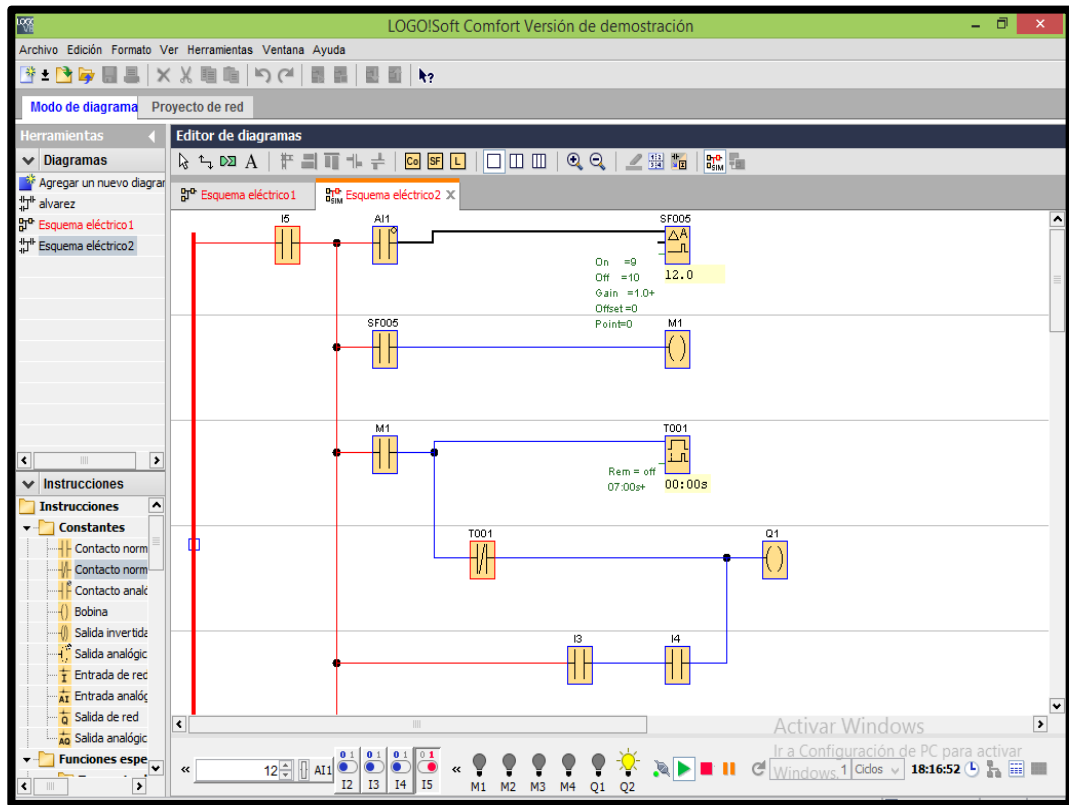 LOGO!Soft Comfort Versión de demostración
Archivo Edición Formato Ver Herramientas Ventana Ayuda
Modo de diagrama Proyecto de red
Herramientas
Editor de diagramas
Diagramas
A Co SF L
SIM
Agregar un nuevo diagrar
Esquema eléctrico1
Esquema eléctrico2 X
alvarez
Esquema eléctrico1
Esquema eléctrico2
I5
AI1
SF005
A
On =9
Off =10
Gain =1.0+
Offset=0
Point=0
12.0
SF005
M1
M1
T001
Rem = off
07:00s+
00:00s
T001
Q1
I3
I4
Instrucciones
Instrucciones
Constantes
Contacto norm
Contacto norm
Contacto analó
Bobina
Salida invertida
Salida analógic
Entrada de red
Entrada analóg
Salida de red
Salida analógic
Funciones espe
Activar Windows
Ir a Configuración de PC para activar
Windows.
« 12 AI1
0 1 0 1 0 1 0 1
I2 I3 I4 I5
« M1 M2 M3 M4 Q1 Q2
1 Ciclos 18:16:52